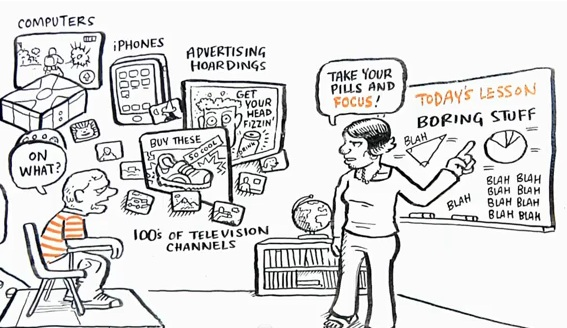 COMPUTERS
iPHONES
ADVERTISING
HOARDINGS
GET
YOUR
HEAD
FIZZIN'
DRINK
BUY THESE
SO COOL!
100's OF TELEVISION
CHANNELS
ON
WHAT?
TAKE YOUR
PILLS AND
FOCUS!
TODAY'S LESSON
BORING STUFF
BLAH
BLAH
BLAH BLAH
BLAH BLAH
BLAH BLAH
BLAH BLAH